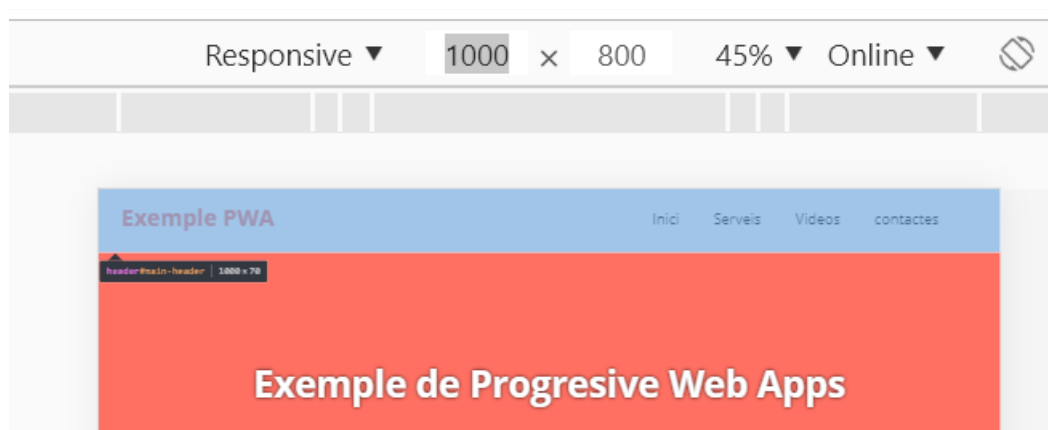 Responsive ▼ 1000 × 800 45% ▼ Online ▼
Exemple PWA Inici Serveis Videos contactes
header#main-header | 1000 × 70
Exemple de Progresive Web Apps